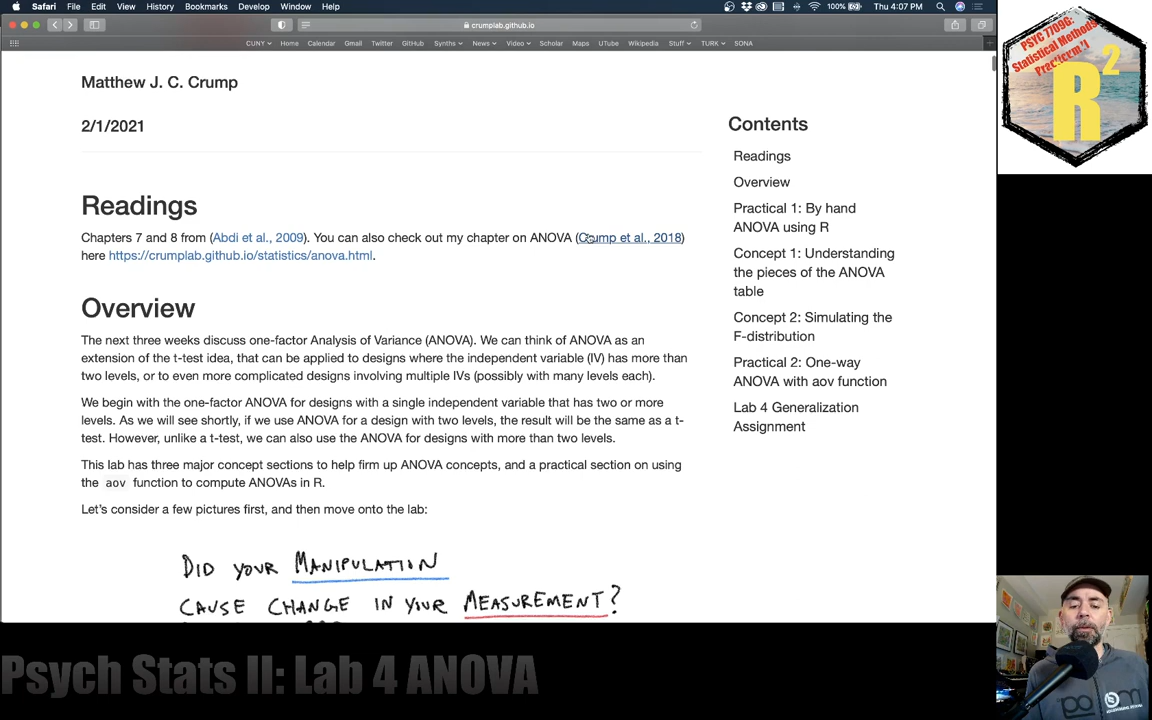 Safari File Edit View History Bookmarks Develop Window Help 100% Thu 4:07 PM
crumplab.github.io
CUNY Home Calendar Gmail Twitter GitHub Synths News Video Scholar Maps UTube Wikipedia Stuff TURK SONA
PSYC 7709G:
Statistical Methods
Practicum 1
R2
Matthew J. C. Crump
2/1/2021
Readings
Chapters 7 and 8 from (Abdi et al., 2009). You can also check out my chapter on ANOVA (Crump et al., 2018)
here https://crumplab.github.io/statistics/anova.html.
Overview
The next three weeks discuss one-factor Analysis of Variance (ANOVA). We can think of ANOVA as an
extension of the t-test idea, that can be applied to designs where the independent variable (IV) has more than
two levels, or to even more complicated designs involving multiple IVs (possibly with many levels each).
We begin with the one-factor ANOVA for designs with a single independent variable that has two or more
levels. As we will see shortly, if we use ANOVA for a design with two levels, the result will be the same as a t-
test. However, unlike a t-test, we can also use the ANOVA for designs with more than two levels.
This lab has three major concept sections to help firm up ANOVA concepts, and a practical section on using
the aov function to compute ANOVAs in R.
Let's consider a few pictures first, and then move onto the lab:
DID YOUR MANIPULATION
CAUSE CHANGE IN YOUR MEASUREMENT?
Contents
Readings
Overview
Practical 1: By hand
ANOVA using R
Concept 1: Understanding
the pieces of the ANOVA
table
Concept 2: Simulating the
F-distribution
Practical 2: One-way
ANOVA with aov function
Lab 4 Generalization
Assignment
Psych Stats II: Lab 4 ANOVA